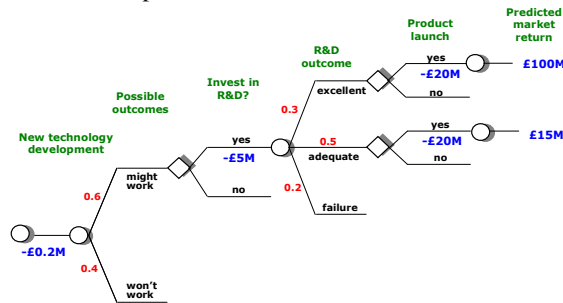 Predicted
market
return
Product
launch
R&D
outcome
Invest in
R&D?
Possible
outcomes
New technology
development
yes
-£20M
£100M
no
excellent
0.3
yes
-£20M
£15M
no
0.5
adequate
yes
-£5M
no
0.2
failure
might
work
0.6
-£0.2M
0.4
won't
work